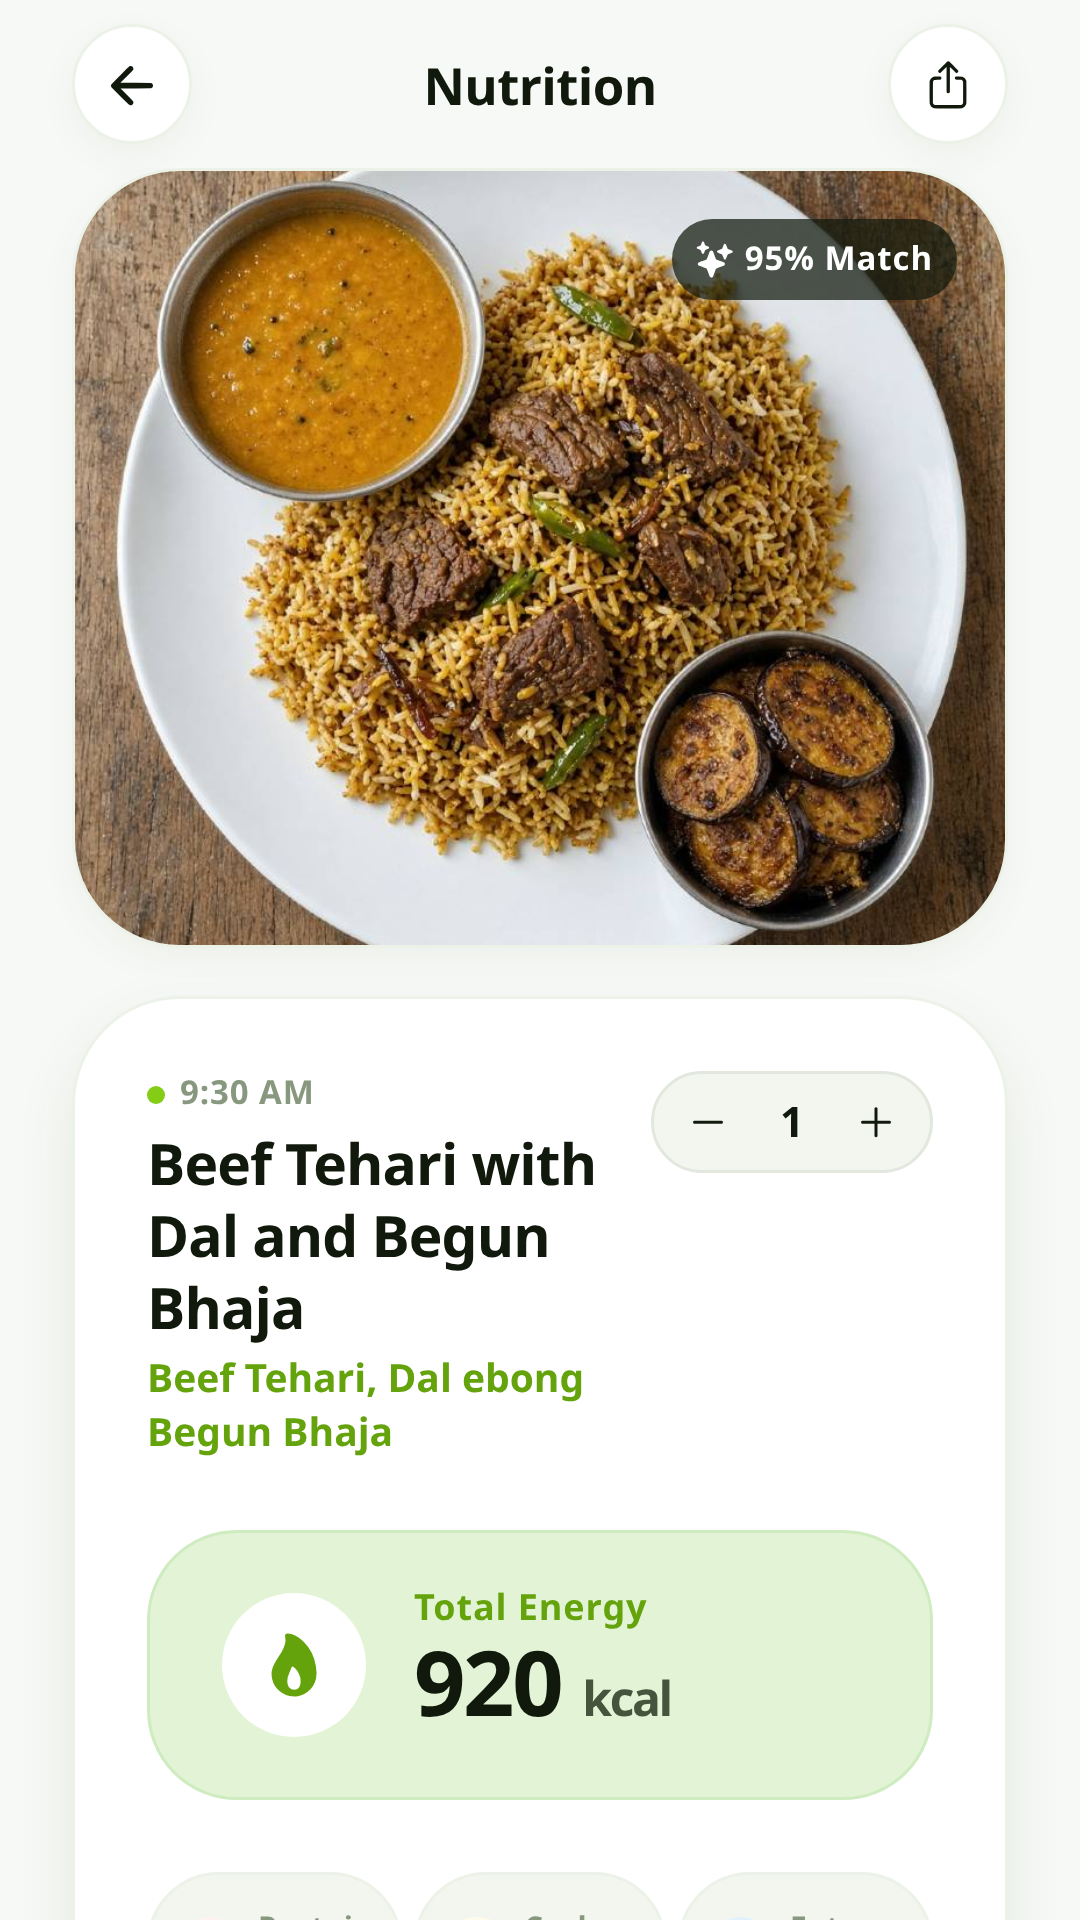 Nutrition
95% Match
9:30 AM
1
Beef Tehari with
Dal and Begun
Bhaja
Beef Tehari, Dal ebong
Begun Bhaja
Total Energy
920 kcal